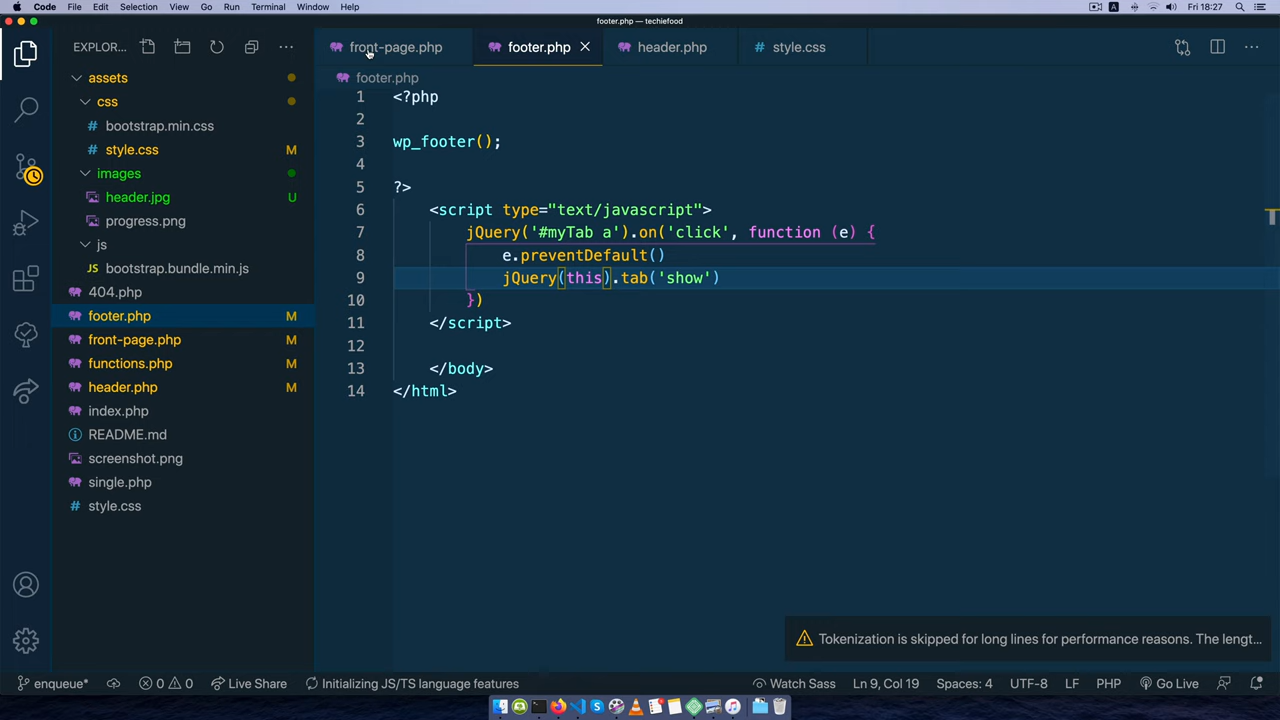 Code File Edit Selection View Go Run Terminal Window Help
A Fri 18:27
footer.php — techiefood
EXPLOR...
front-page.php
footer.php
header.php
# style.css
footer.php
assets
css
# bootstrap.min.css
# style.css M
images
header.jpg U
progress.png
js
JS bootstrap.bundle.min.js
404.php
footer.php M
front-page.php M
functions.php M
header.php M
index.php
README.md
screenshot.png
single.php
# style.css
1 <?php
2
3 wp_footer();
4
5 ?>
6 <script type="text/javascript">
7 jQuery('#myTab a').on('click', function (e) {
8 e.preventDefault()
9 jQuery(this).tab('show')
10 })
11 </script>
12
13 </body>
14 </html>
Tokenization is skipped for long lines for performance reasons. The lengt...
enqueue* 0 0 Live Share Initializing JS/TS language features Watch Sass Ln 9, Col 19 Spaces: 4 UTF-8 LF PHP Go Live